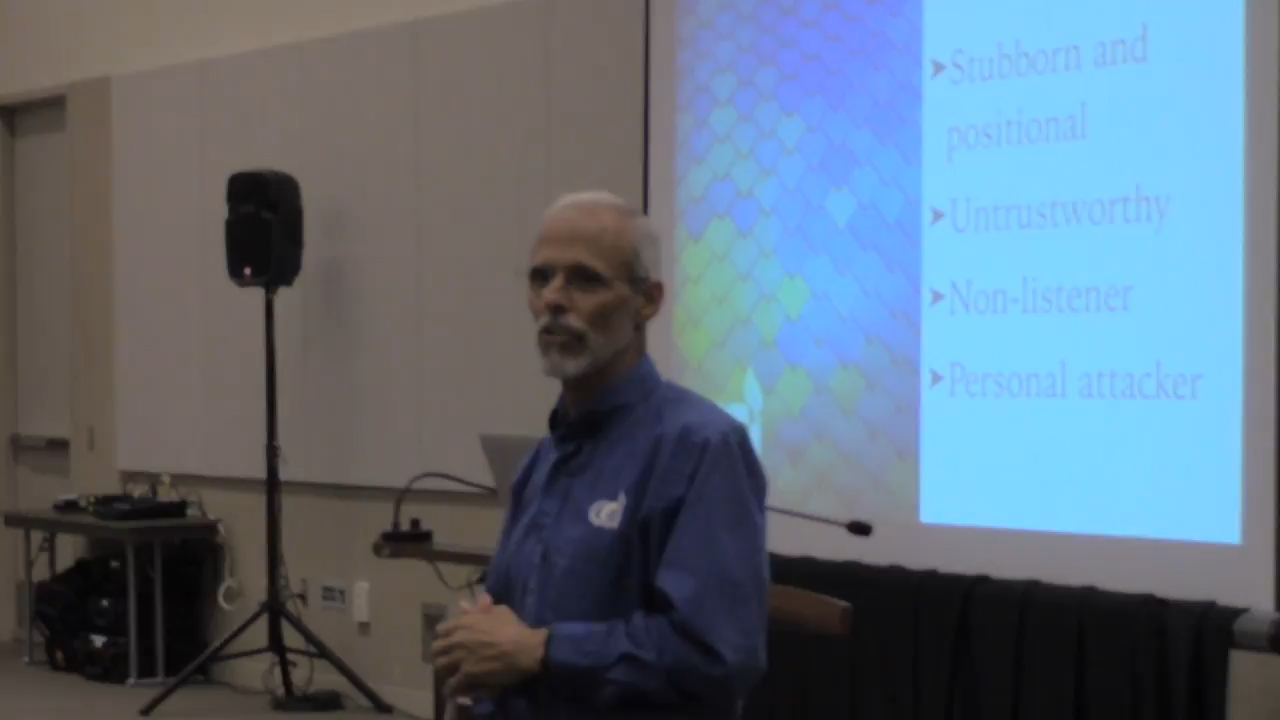 ➤Stubborn and
positional
➤Untrustworthy
➤Non-listener
➤Personal attacker